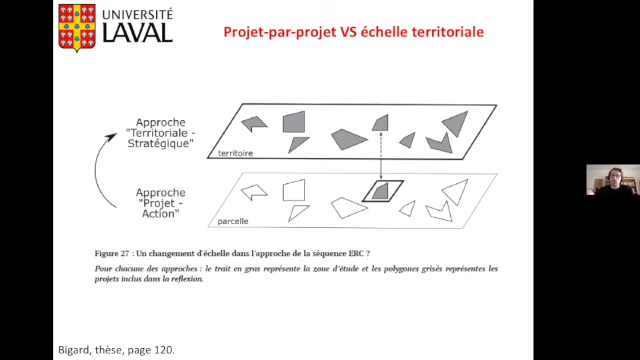 UNIVERSITÉ
LAVAL
Projet-par-projet VS échelle territoriale
Approche
"Territoriale -
Stratégique"
territoire
Approche
"Projet -
Action"
parcelle
Figure 27 : Un changement d'échelle dans l'approche de la séquence ERC ?
Pour chacune des approches : le trait en gras représente la zone d'étude et les polygones grisés représentes les
projets inclus dans la reflexion.
Bigard, thèse, page 120.